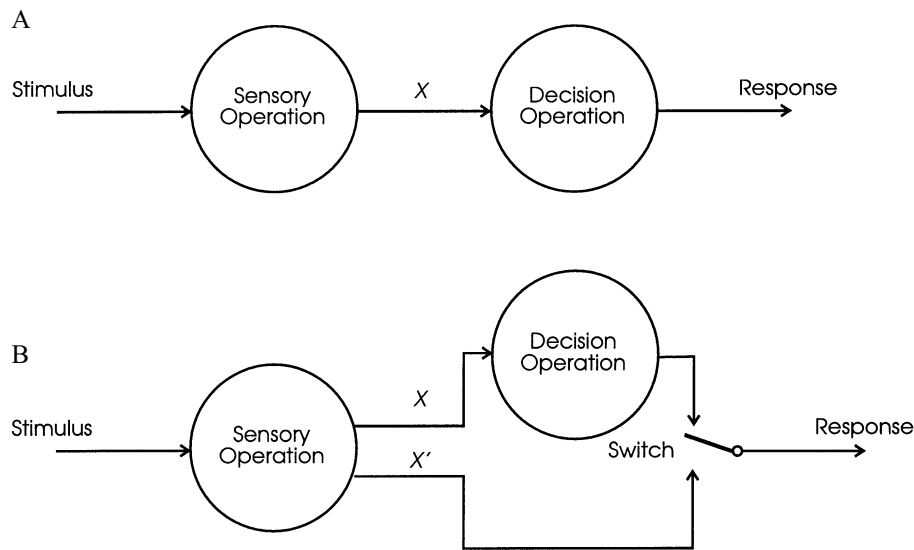 A
Stimulus
Sensory
Operation
X
Decision
Operation
Response
B
Stimulus
Sensory
Operation
X
X′
Decision
Operation
Switch
Response